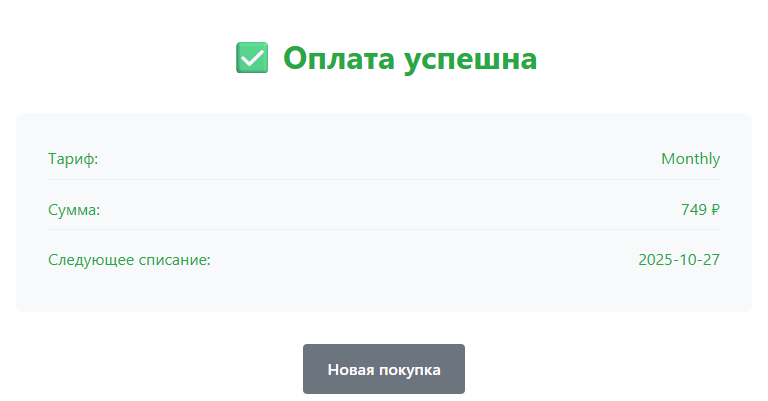 ✅ Оплата успешна
Тариф: Monthly
Сумма: 749 ₽
Следующее списание: 2025-10-27
Новая покупка